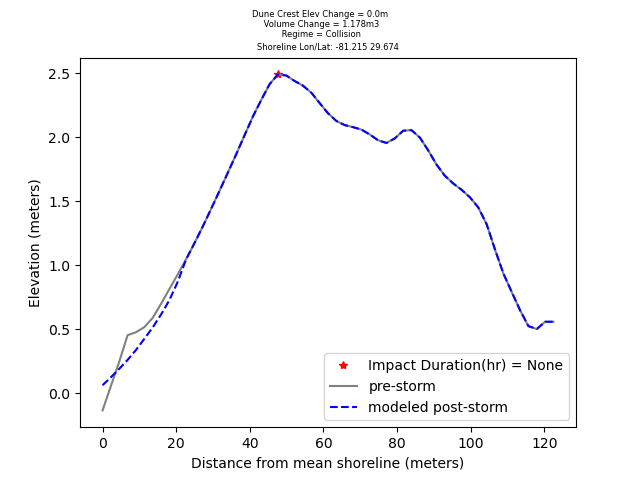 Dune Crest Elev Change = 0.0m
Volume Change = 1.178m3
Regime = Collision
Shoreline Lon/Lat: -81.215 29.674
2.5
2.0
1.5
1.0
0.5
0.0
Elevation (meters)
Impact Duration(hr) = None
pre-storm
modeled post-storm
0 20 40 60 80 100 120
Distance from mean shoreline (meters)